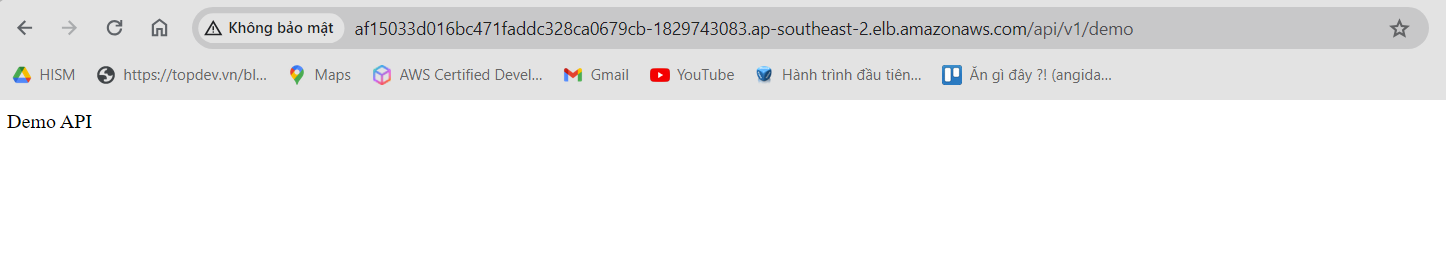 Không bảo mật af15033d016bc471faddc328ca0679cb-1829743083.ap-southeast-2.elb.amazonaws.com/api/v1/demo
HISM https://topdev.vn/bl... Maps AWS Certified Devel... Gmail YouTube Hành trình đầu tiên... Ăn gì đây ?! (angida...
Demo API